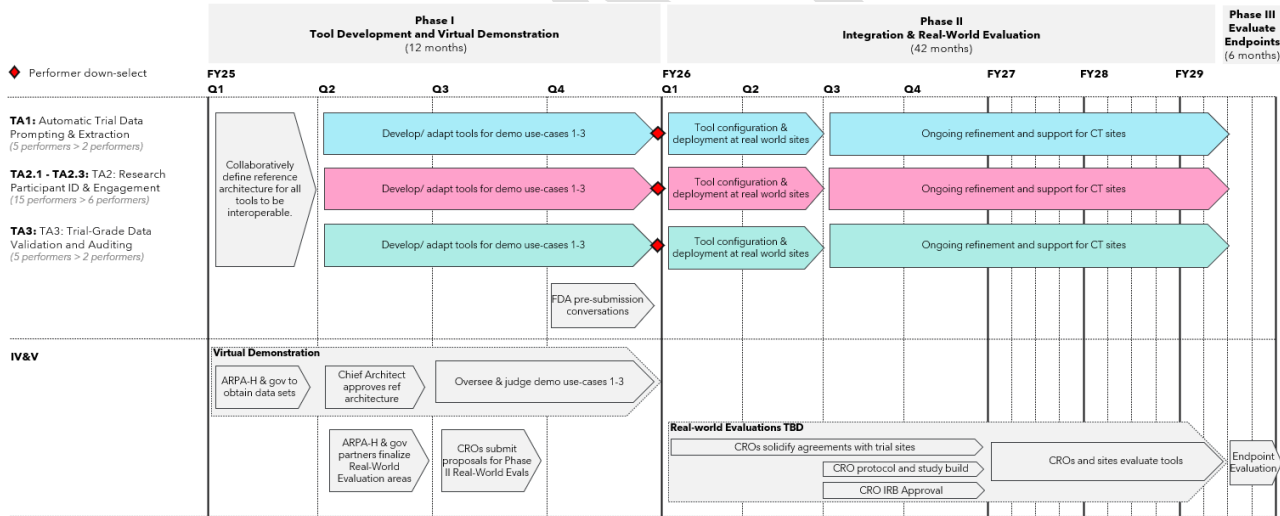 Phase I
Tool Development and Virtual Demonstration
(12 months)
Phase II
Integration & Real-World Evaluation
(42 months)
Phase III
Evaluate
Endpoints
(6 months)
Performer down-select
FY25
FY26
FY27
FY28
FY29
Q1
Q2
Q3
Q4
Q1
Q2
Q3
Q4
TA1: Automatic Trial Data
Prompting & Extraction
(5 performers > 2 performers)
Collaboratively
define reference
architecture for all
tools to be
interoperable.
Develop/ adapt tools for demo use-cases 1-3
Tool configuration &
deployment at real world sites
Ongoing refinement and support for CT sites
TA2.1 - TA2.3: TA2: Research
Participant ID & Engagement
(15 performers > 6 performers)
Develop/ adapt tools for demo use-cases 1-3
Tool configuration &
deployment at real world sites
Ongoing refinement and support for CT sites
TA3: TA3: Trial-Grade Data
Validation and Auditing
(5 performers > 2 performers)
Develop/ adapt tools for demo use-cases 1-3
Tool configuration &
deployment at real world sites
Ongoing refinement and support for CT sites
FDA pre-submission
conversations
IV&V
Virtual Demonstration
ARPA-H & gov to
obtain data sets
Chief Architect
approves ref
architecture
Oversee & judge demo use-cases 1-3
ARPA-H & gov
partners finalize
Real-World
Evaluation areas
CROs submit
proposals for Phase
II Real-World Evals
Real-world Evaluations TBD
CROs solidify agreements with trial sites
CRO protocol and study build
CRO IRB Approval
CROs and sites evaluate tools
Endpoint
Evaluation